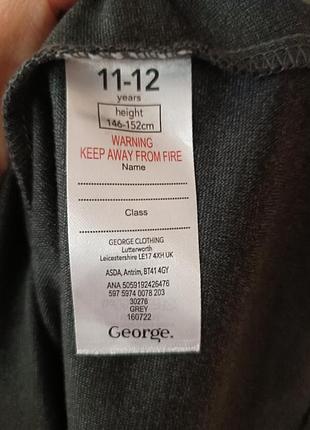 11-12
years
height
146-152cm
WARNING
KEEP AWAY FROM FIRE
Name
Class
GEORGE CLOTHING
Lutterworth
Leicestershire LE17 4XH UK
ASDA, Antrim, BT41 4GY
ANA 5059192426476
597 5974 0078 203
30276
GREY
160722
George.